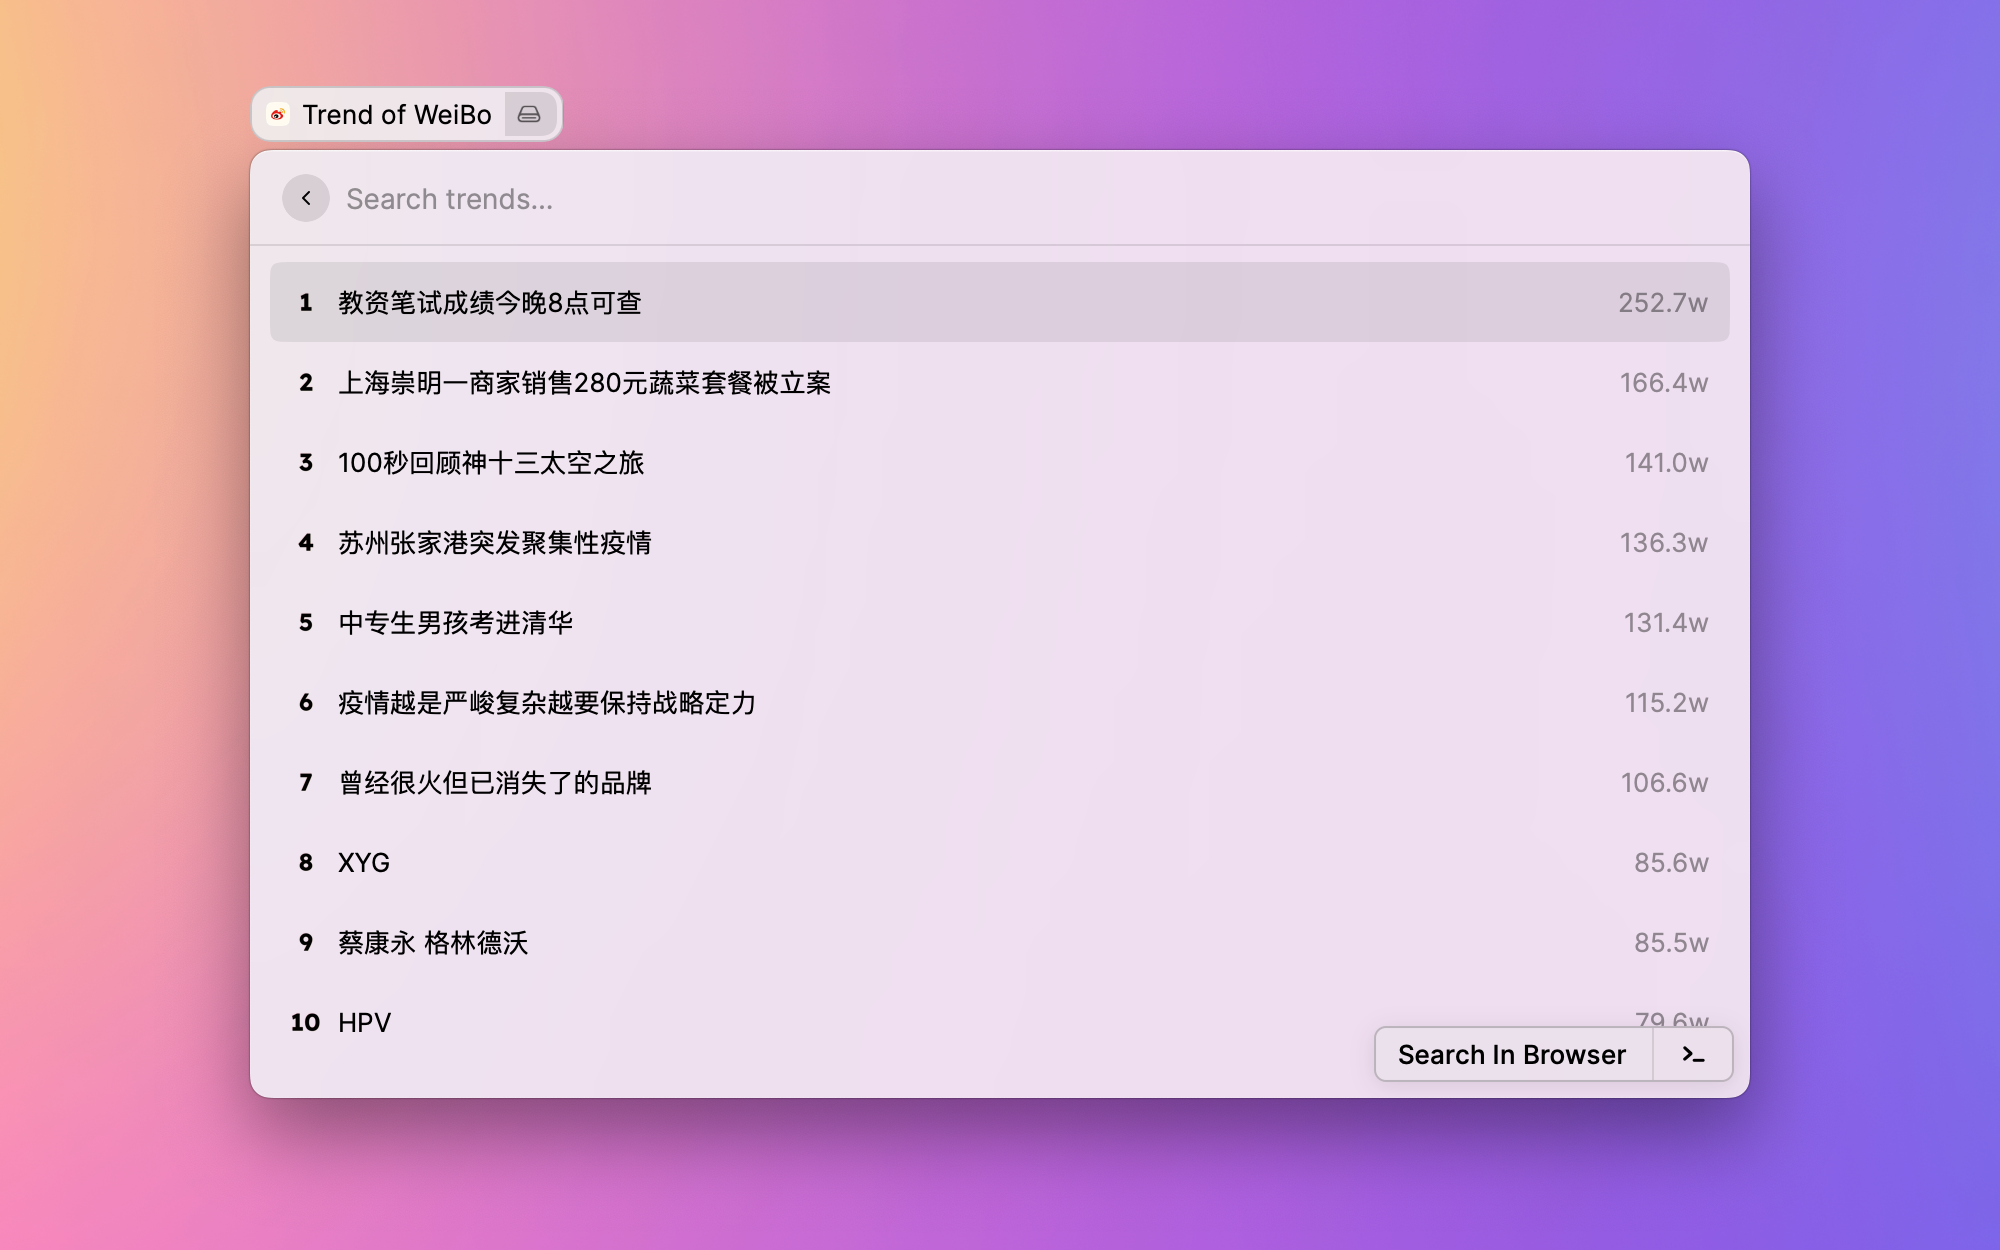 Trend of WeiBo
Search trends...
1 教资笔试成绩今晚8点可查 252.7w
2 上海崇明一商家销售280元蔬菜套餐被立案 166.4w
3 100秒回顾神十三太空之旅 141.0w
4 苏州张家港突发聚集性疫情 136.3w
5 中专生男孩考进清华 131.4w
6 疫情越是严峻复杂越要保持战略定力 115.2w
7 曾经很火但已消失了的品牌 106.6w
8 XYG 85.6w
9 蔡康永 格林德沃 85.5w
10 HPV 79.6w
Search In Browser